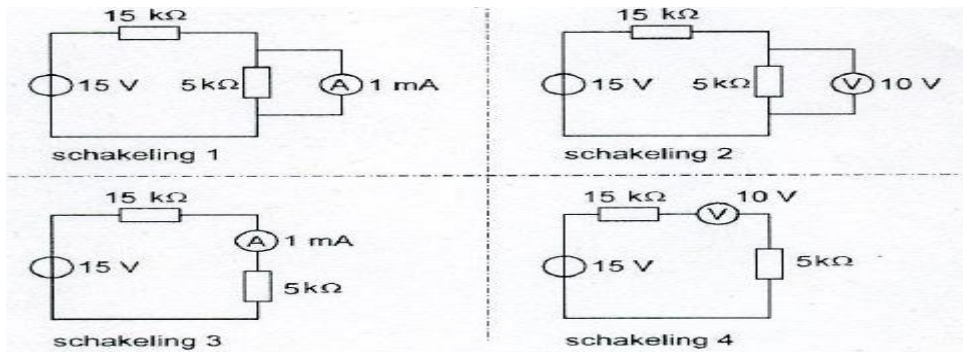 15 kΩ
15 V
5kΩ
A
1 mA
schakeling 1
15 kΩ
15 V
5kΩ
V
10 V
schakeling 2
15 kΩ
A
1 mA
15 V
5kΩ
schakeling 3
15 kΩ
10 V
V
15 V
5kΩ
schakeling 4